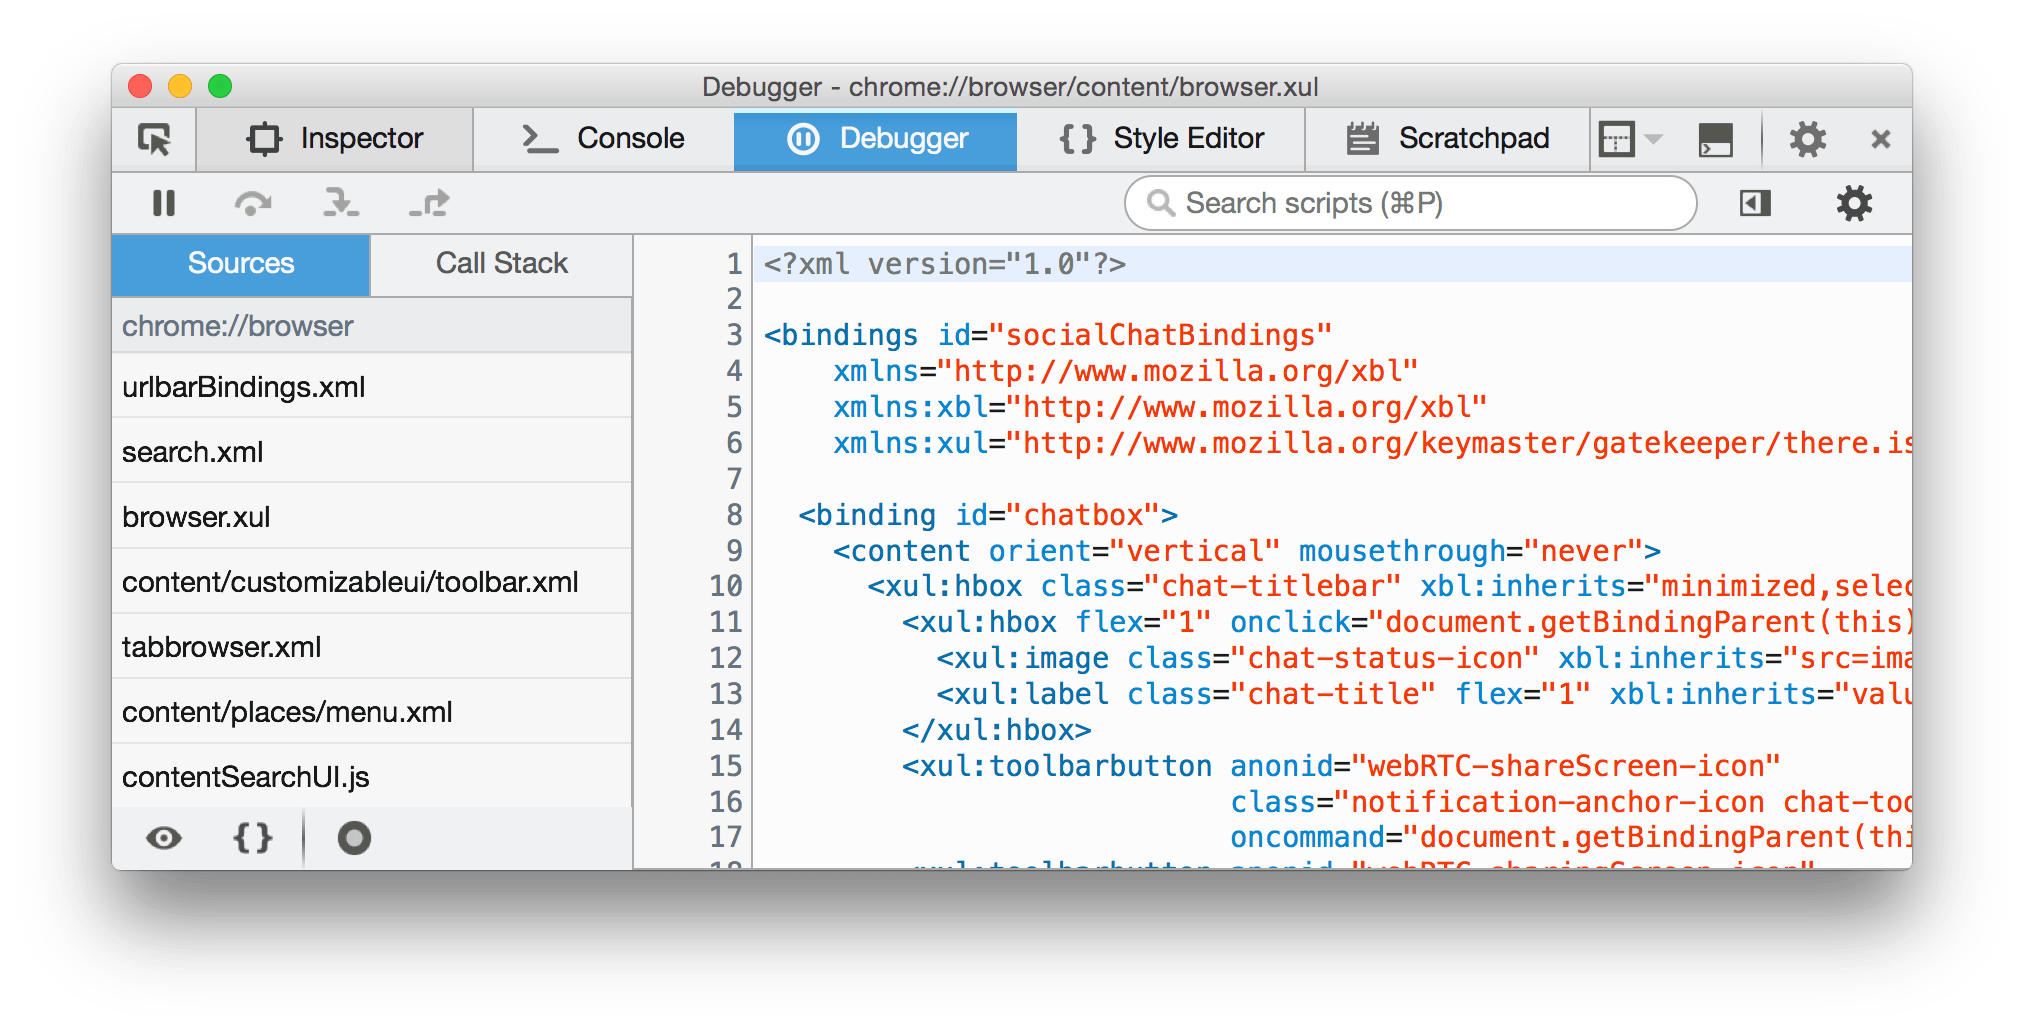 Debugger - chrome://browser/content/browser.xul
Inspector Console Debugger Style Editor Scratchpad
Search scripts (⌘P)
Sources Call Stack
chrome://browser
urlbarBindings.xml
search.xml
browser.xul
content/customizableui/toolbar.xml
tabbrowser.xml
content/places/menu.xml
contentSearchUI.js
1 <?xml version="1.0"?>
2
3 <bindings id="socialChatBindings"
4     xmlns="http://www.mozilla.org/xbl"
5     xmlns:xbl="http://www.mozilla.org/xbl"
6     xmlns:xul="http://www.mozilla.org/keymaster/gatekeeper/there.is
7
8   <binding id="chatbox">
9     <content orient="vertical" mousethrough="never">
10       <xul:hbox class="chat-titlebar" xbl:inherits="minimized,selec
11         <xul:hbox flex="1" onclick="document.getBindingParent(this)
12           <xul:image class="chat-status-icon" xbl:inherits="src=ima
13           <xul:label class="chat-title" flex="1" xbl:inherits="valu
14         </xul:hbox>
15         <xul:toolbarbutton anonid="webRTC-shareScreen-icon"
16                            class="notification-anchor-icon chat-too
17                            oncommand="document.getBindingParent(thi
18         <xul:toolbarbutton anonid="webRTC-sharingScreen-icon"